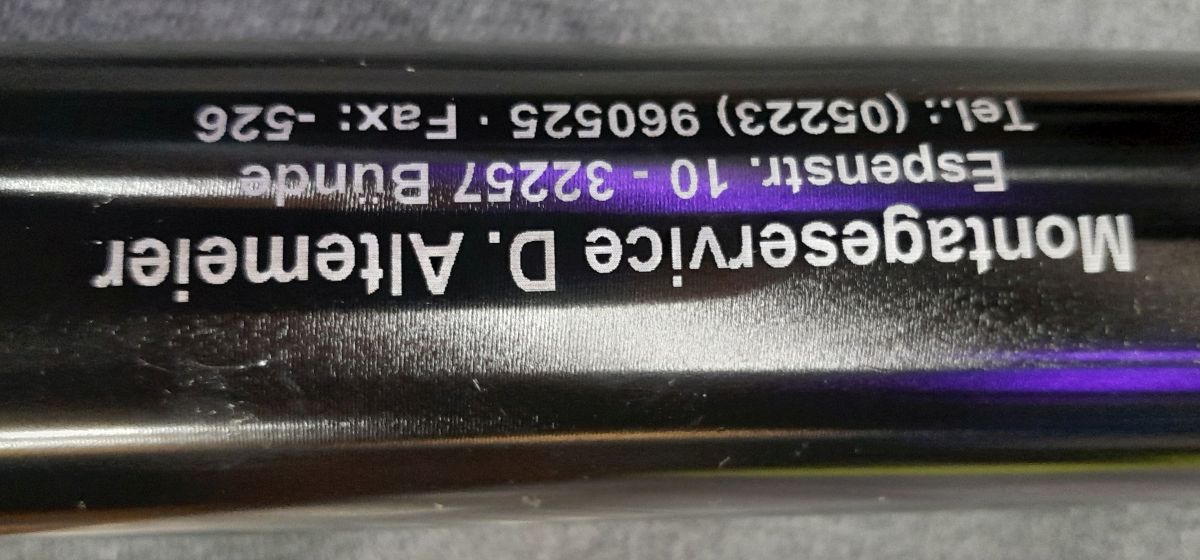 Montageservice D. Altemeier
Espenstr. 10 - 32257 Bünde
Tel.: (05223) 960525 · Fax: -526